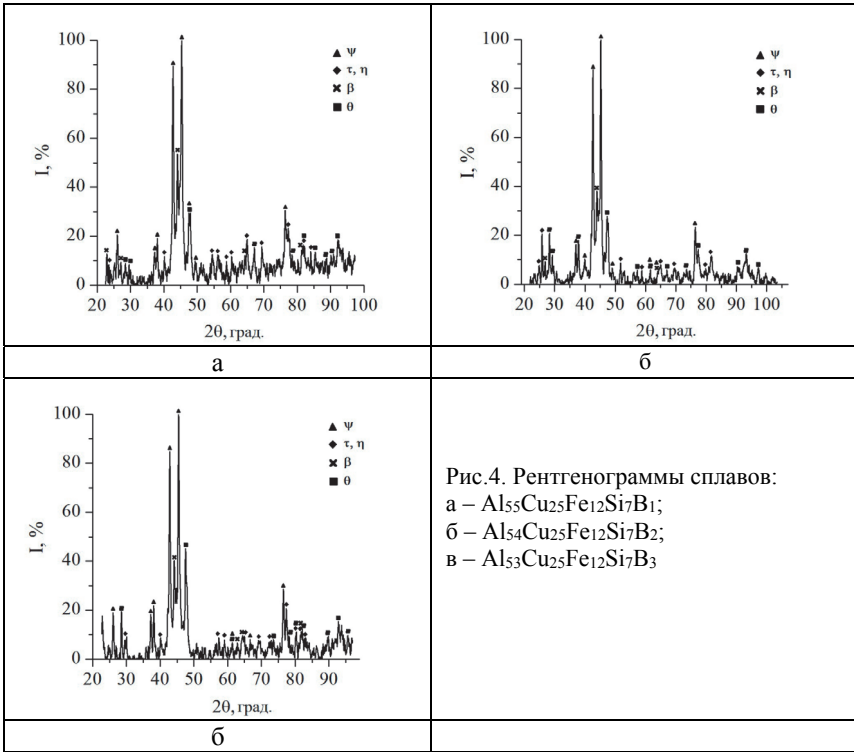 100
80
60
40
20
0
I, %
20 30 40 50 60 70 80 90 100
2θ, град.
ψ
τ, η
β
θ
а
100
80
60
40
20
0
I, %
20 30 40 50 60 70 80 90 100
2θ, град.
ψ
τ, η
β
θ
б
100
80
60
40
20
0
I, %
20 30 40 50 60 70 80 90
2θ, град.
ψ
τ, η
β
θ
б
Рис.4. Рентгенограммы сплавов:
а – Al₅₅Cu₂₅Fe₁₂Si₇B₁;
б – Al₅₄Cu₂₅Fe₁₂Si₇B₂;
в – Al₅₃Cu₂₅Fe₁₂Si₇B₃